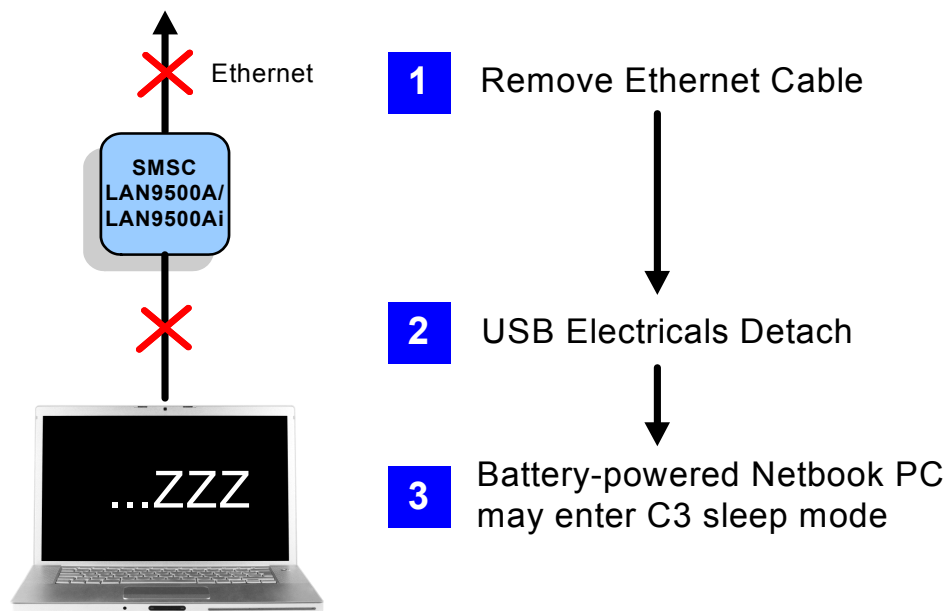 Ethernet
SMSC
LAN9500A/
LAN9500Ai
...ZZZ
1
Remove Ethernet Cable
2
USB Electricals Detach
3
Battery-powered Netbook PC
may enter C3 sleep mode